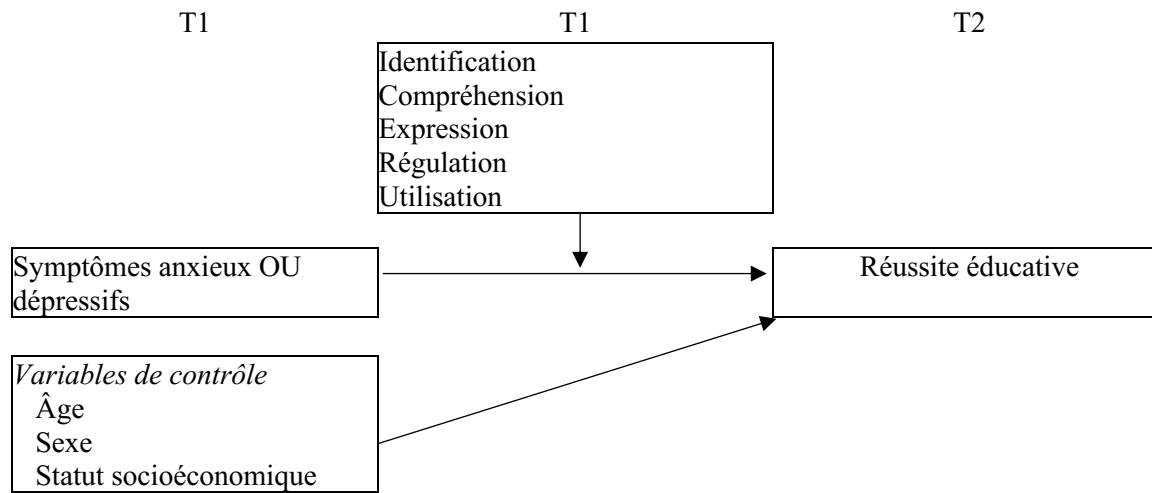 T1 T1 T2
Identification
Compréhension
Expression
Régulation
Utilisation
Symptômes anxieux OU
dépressifs
Réussite éducative
Variables de contrôle
Âge
Sexe
Statut socioéconomique